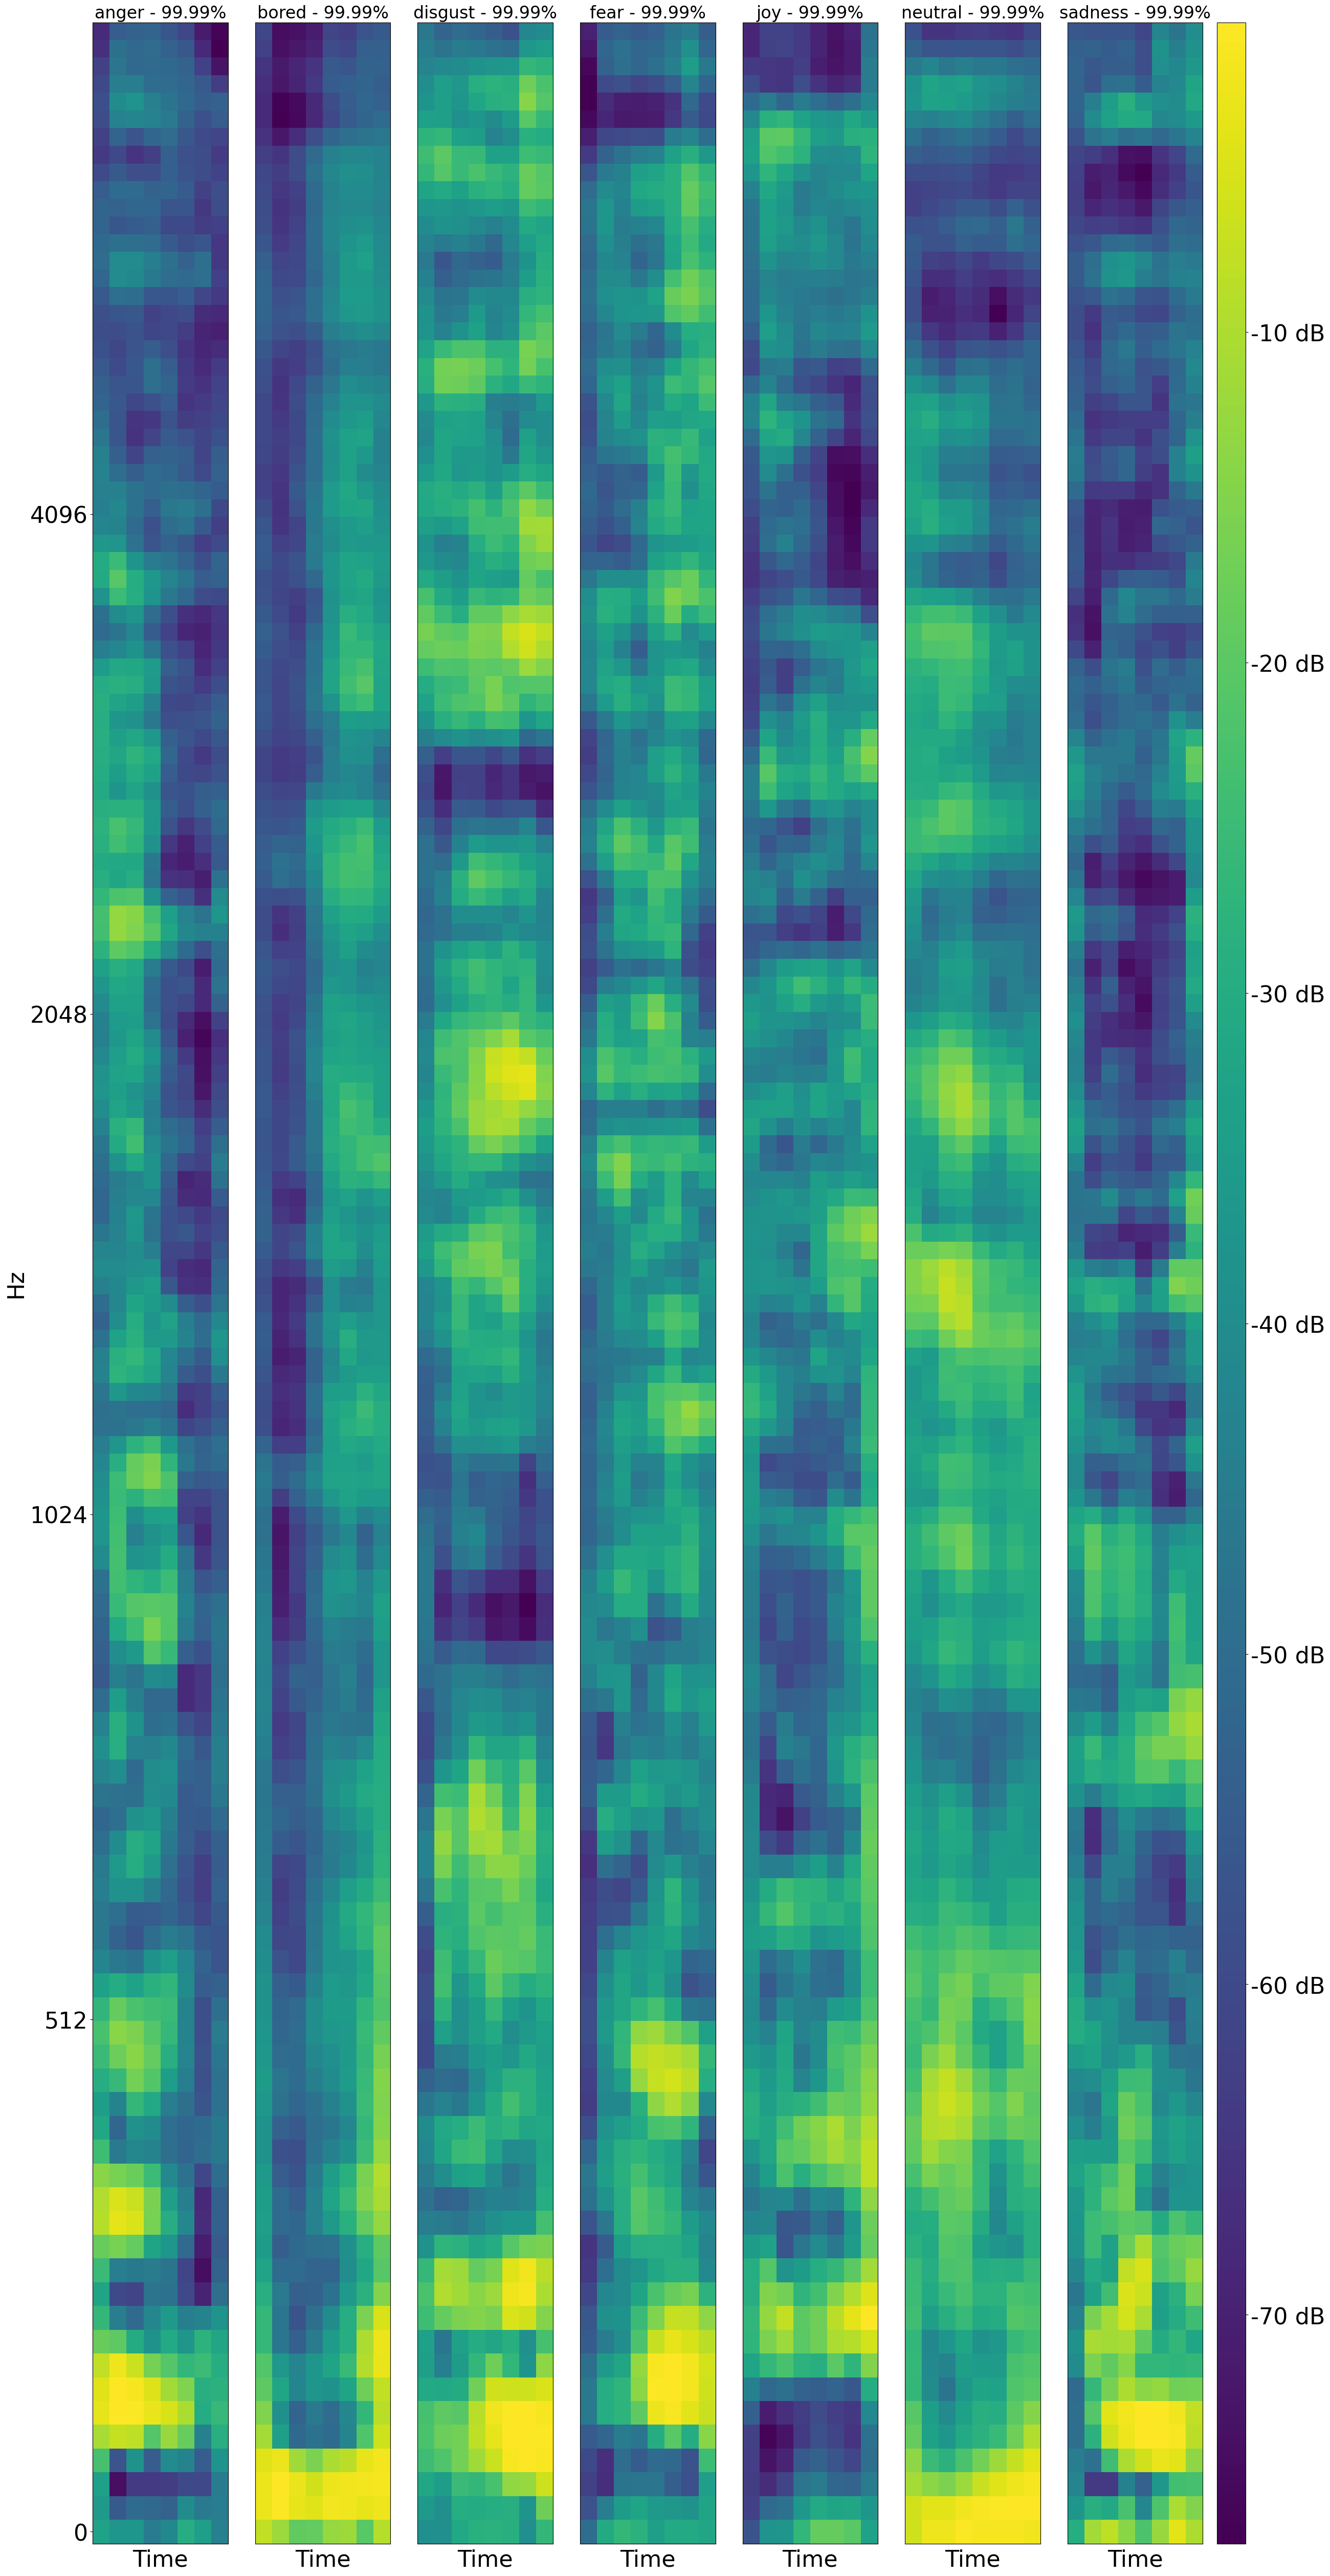 anger - 99.99%
bored - 99.99%
disgust - 99.99%
fear - 99.99%
joy - 99.99%
neutral - 99.99%
sadness - 99.99%
-10 dB
4096
-20 dB
-30 dB
2048
Hz
-40 dB
1024
-50 dB
-60 dB
512
-70 dB
0
Time
Time
Time
Time
Time
Time
Time